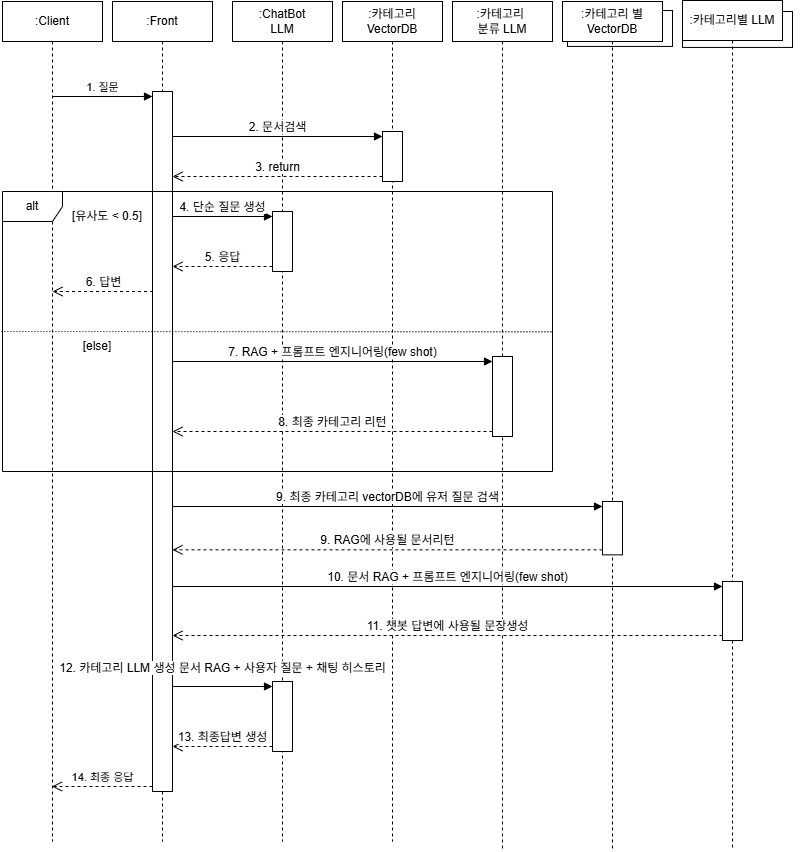 :Client
:Front
:ChatBot
LLM
:카테고리
VectorDB
:카테고리
분류 LLM
:카테고리 별
VectorDB
:카테고리별 LLM
1. 질문
2. 문서검색
3. return
alt
[유사도 < 0.5]
4. 단순 질문 생성
5. 응답
6. 답변
[else]
7. RAG + 프롬프트 엔지니어링(few shot)
8. 최종 카테고리 리턴
9. 최종 카테고리 vectorDB에 유저 질문 검색
9. RAG에 사용될 문서리턴
10. 문서 RAG + 프롬프트 엔지니어링(few shot)
11. 챗봇 답변에 사용될 문장생성
12. 카테고리 LLM 생성 문서 RAG + 사용자 질문 + 채팅 히스토리
13. 최종답변 생성
14. 최종 응답